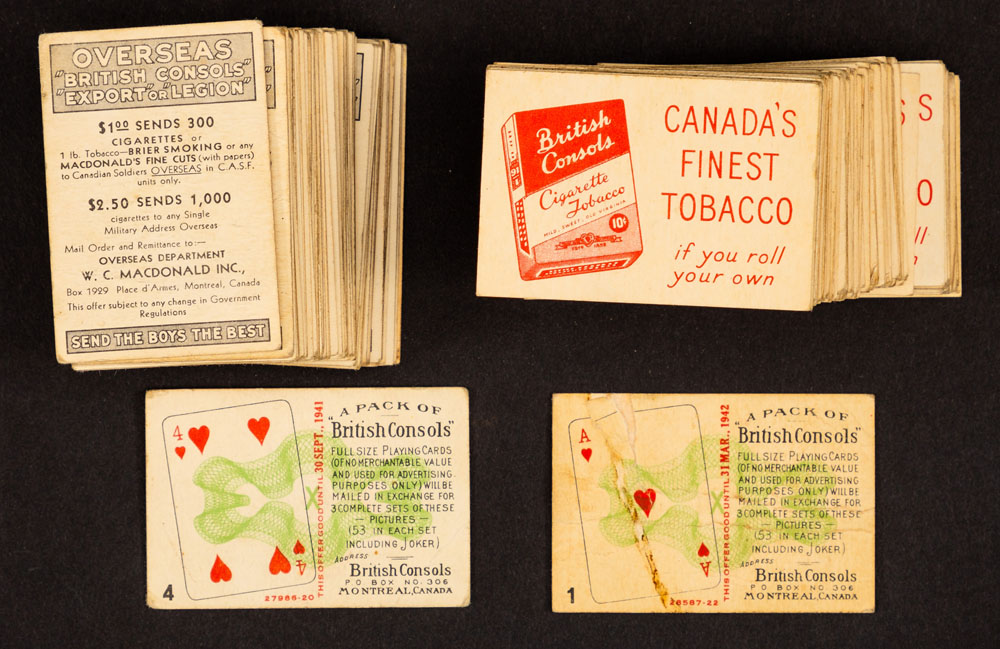 OVERSEAS
"BRITISH CONSOLS"
"EXPORT" OR "LEGION"
$1.00 SENDS 300
CIGARETTES or
1 lb. Tobacco—BRIER SMOKING or any
MACDONALD'S FINE CUTS (with papers)
to Canadian Soldiers OVERSEAS in C.A.S.F.
units only.
$2.50 SENDS 1,000
cigarettes to any Single
Military Address Overseas
Mail Order and Remittance to:—
OVERSEAS DEPARTMENT
W. C. MACDONALD INC.,
Box 1929 Place d'Armes, Montreal, Canada
This offer subject to any change in Government
Regulations
SEND THE BOYS THE BEST
British
Consols
Cigarette
Tobacco
MILD, SWEET, OLD VIRGINIA
10¢
CANADA'S
FINEST
TOBACCO
if you roll
your own
S
O
4
4
4
27986-20
THIS OFFER GOOD UNTIL 30 SEPT., 1941
A PACK OF
"British Consols"
FULL SIZE PLAYING CARDS
(OF NO MERCHANTABLE VALUE
AND USED FOR ADVERTISING
PURPOSES ONLY) WILL BE
MAILED IN EXCHANGE FOR
3 COMPLETE SETS OF THESE
— PICTURES —
(53 IN EACH SET
INCLUDING JOKER)
ADDRESS
British Consols
P O BOX NO. 306
MONTREAL, CANADA
A
A
1
26567-22
THIS OFFER GOOD UNTIL 31 MAR., 1942
A PACK OF
"British Consols"
FULL SIZE PLAYING CARDS
(OF NO MERCHANTABLE VALUE
AND USED FOR ADVERTISING
PURPOSES ONLY) WILL BE
MAILED IN EXCHANGE FOR
3 COMPLETE SETS OF THESE
— PICTURES —
(53 IN EACH SET
INCLUDING JOKER)
ADDRESS
British Consols
P O BOX NO. 306
MONTREAL, CANADA